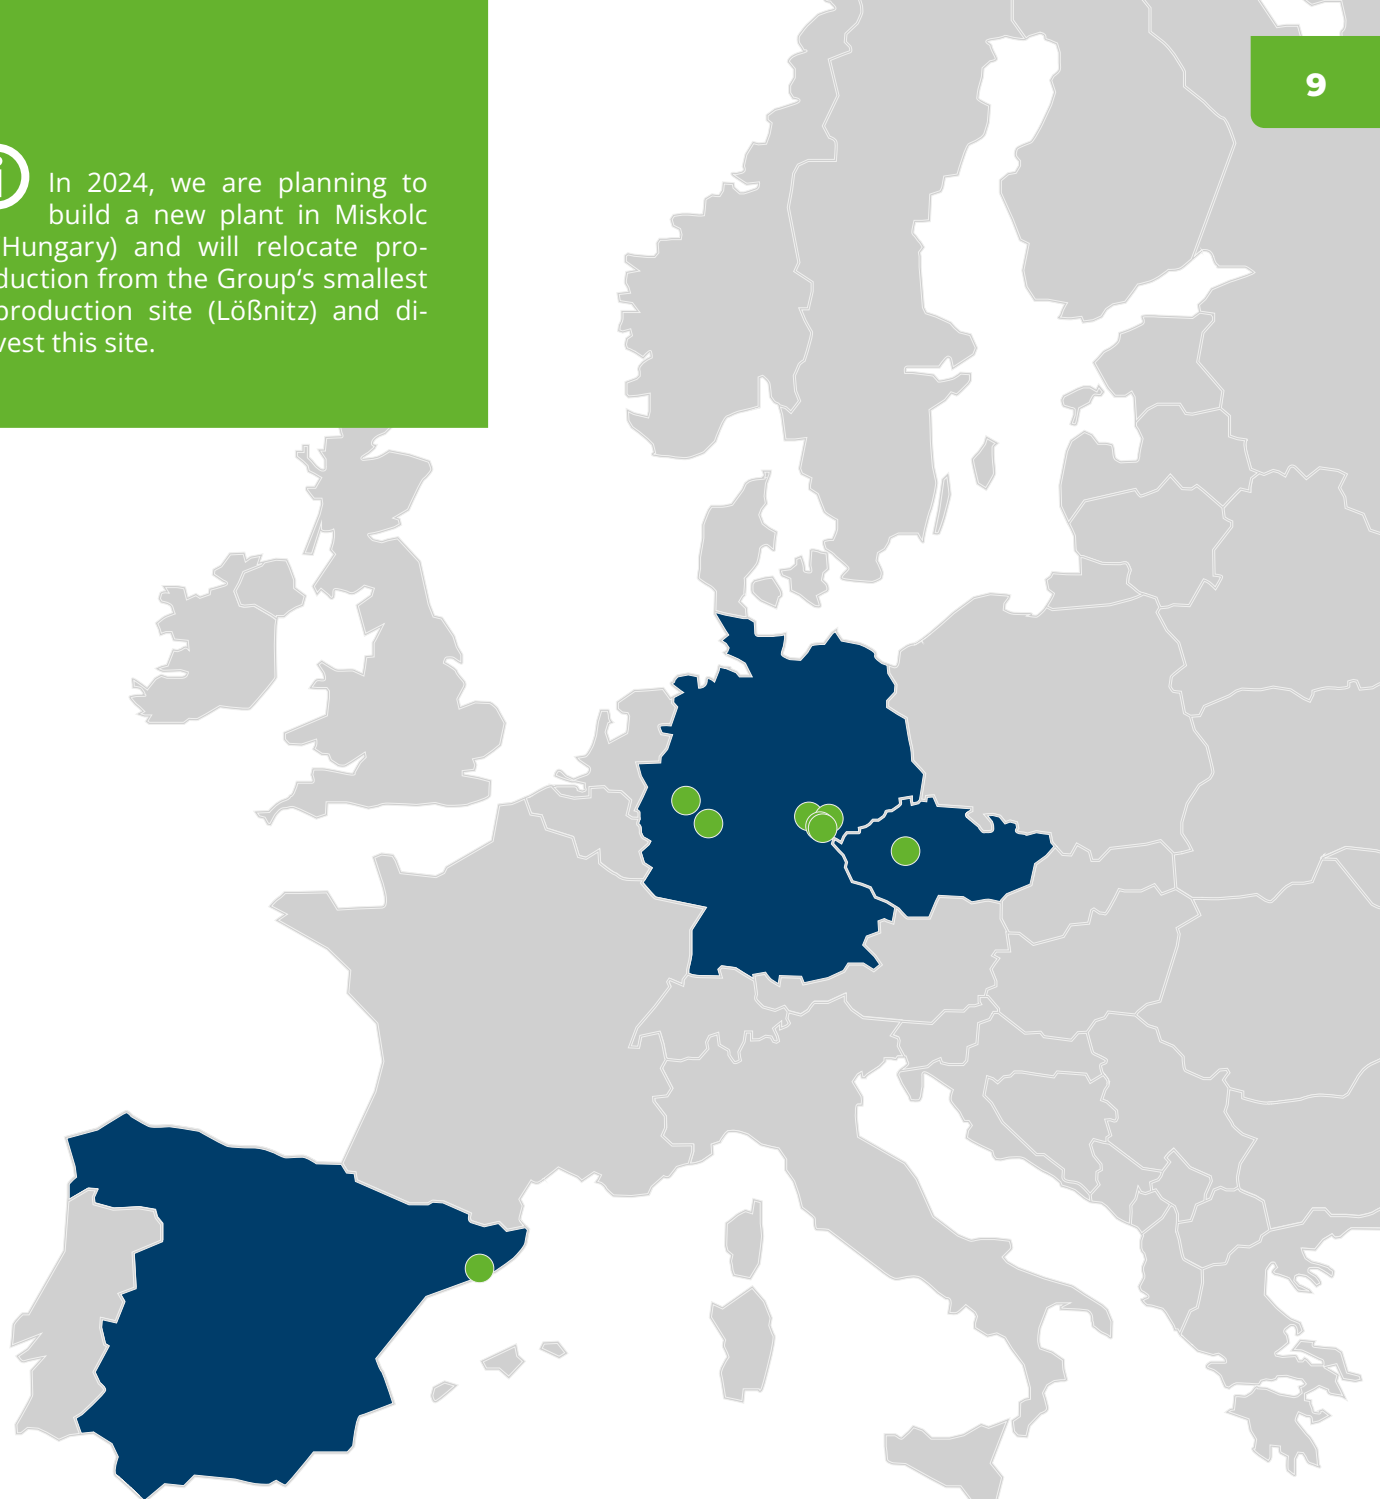 9
In 2024, we are planning to
build a new plant in Miskolc
Hungary) and will relocate pro-
duction from the Group‘s smallest
production site (Lößnitz) and di-
vest this site.